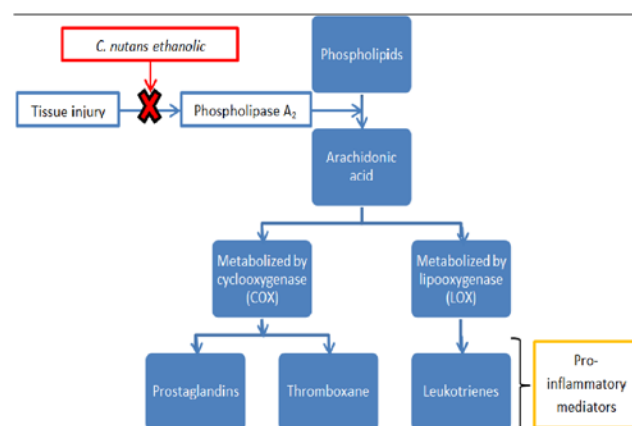 C. nutans ethanolic
Phospholipids
Tissue injury
Phospholipase A₂
Arachidonic
acid
Metabolized by
cyclooxygenase
(COX)
Metabolized by
lipooxygenase
(LOX)
Prostaglandins
Thromboxane
Leukotrienes
Pro-
inflammatory
mediators